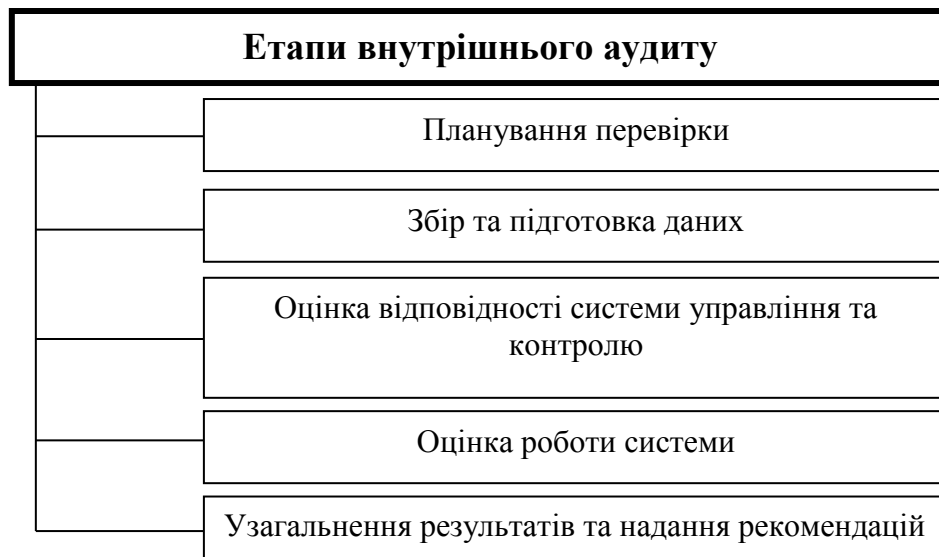 Етапи внутрішнього аудиту
Планування перевірки
Збір та підготовка даних
Оцінка відповідності системи управління та
контролю
Оцінка роботи системи
Узагальнення результатів та надання рекомендацій